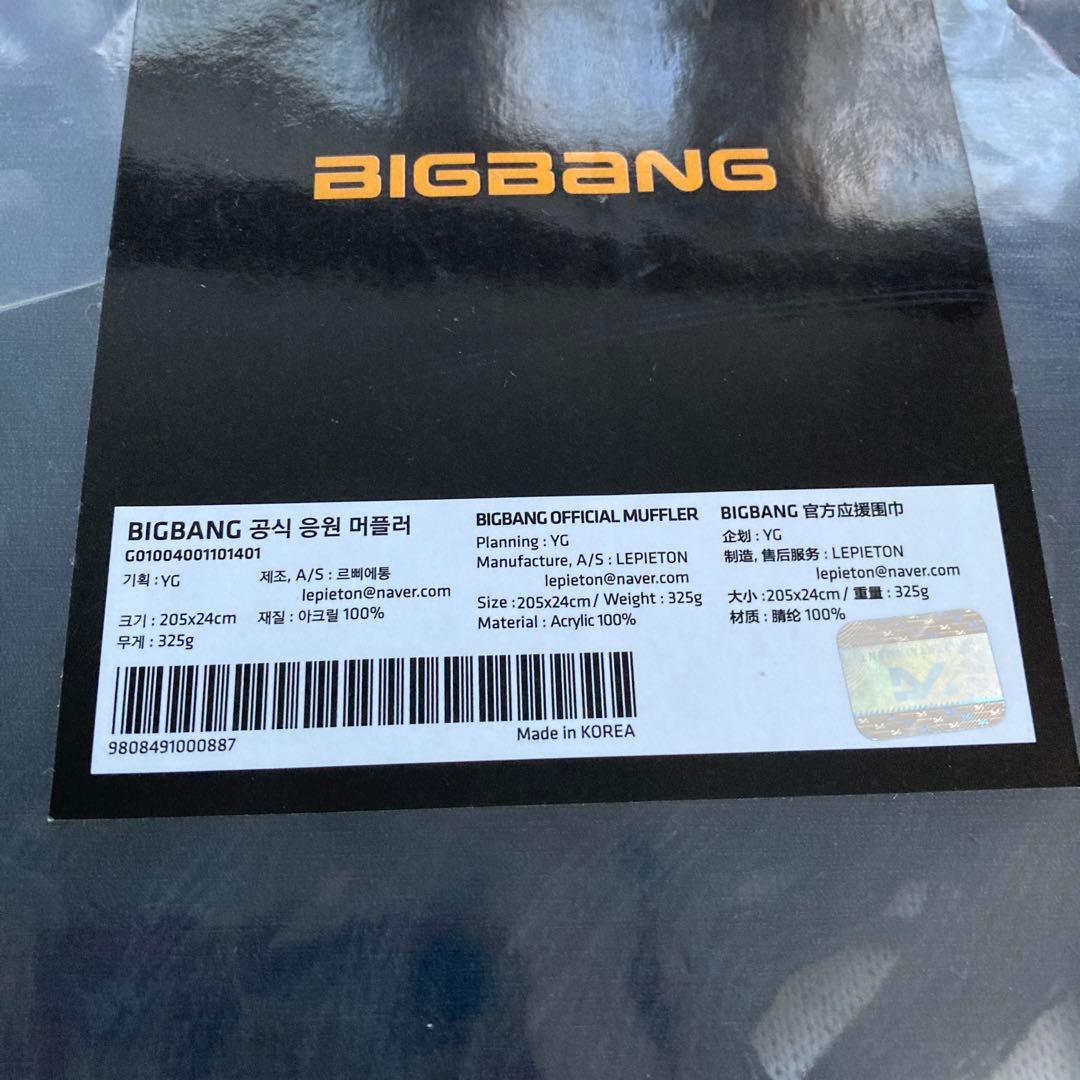 BIGBANG
BIGBANG 공식 응원 머플러
G01004001101401
기획 : YG
제조, A/S : 르삐에통
lepieton@naver.com
크기 : 205x24cm
재질 : 아크릴 100%
무게 : 325g
9808491000887
BIGBANG OFFICIAL MUFFLER
Planning : YG
Manufacture, A/S : LEPIETON
lepieton@naver.com
Size :205x24cm / Weight : 325g
Material : Acrylic 100%
Made in KOREA
BIGBANG 官方应援围巾
企划 : YG
制造, 售后服务 : LEPIETON
lepieton@naver.com
大小 :205x24cm / 重量 : 325g
材质 : 腈纶 100%